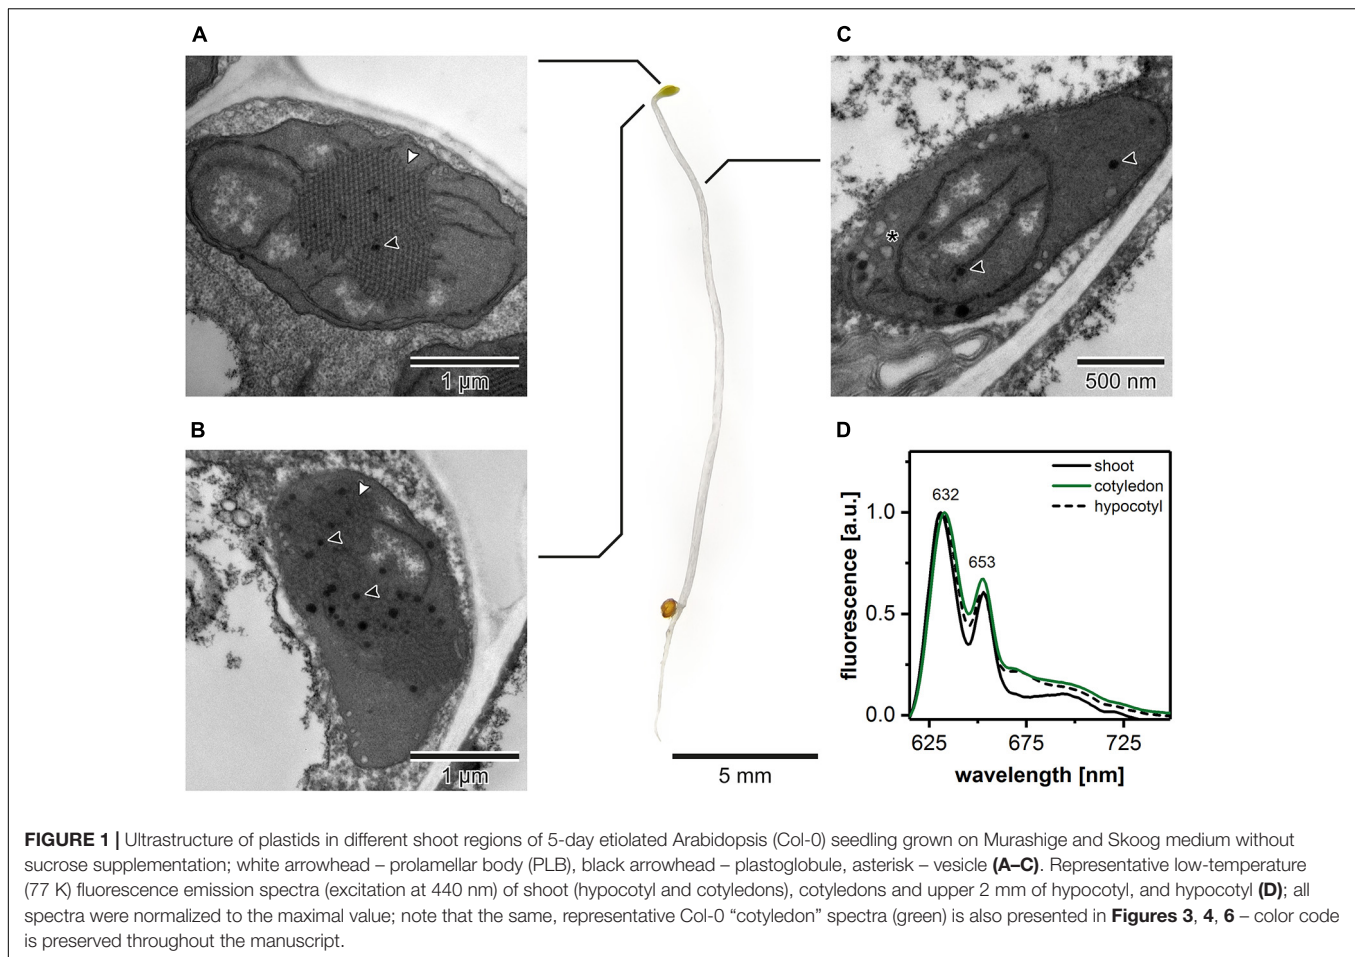 A
C
1 µm
500 nm
B
D
1 µm
5 mm
shoot
cotyledon
hypocotyl
632
653
1.0
0.5
0.0
fluorescence [a.u.]
625 675 725
wavelength [nm]
*
FIGURE 1 | Ultrastructure of plastids in different shoot regions of 5-day etiolated Arabidopsis (Col-0) seedling grown on Murashige and Skoog medium without
sucrose supplementation; white arrowhead – prolamellar body (PLB), black arrowhead – plastoglobule, asterisk – vesicle (A–C). Representative low-temperature
(77 K) fluorescence emission spectra (excitation at 440 nm) of shoot (hypocotyl and cotyledons), cotyledons and upper 2 mm of hypocotyl, and hypocotyl (D); all
spectra were normalized to the maximal value; note that the same, representative Col-0 “cotyledon” spectra (green) is also presented in Figures 3, 4, 6 – color code
is preserved throughout the manuscript.